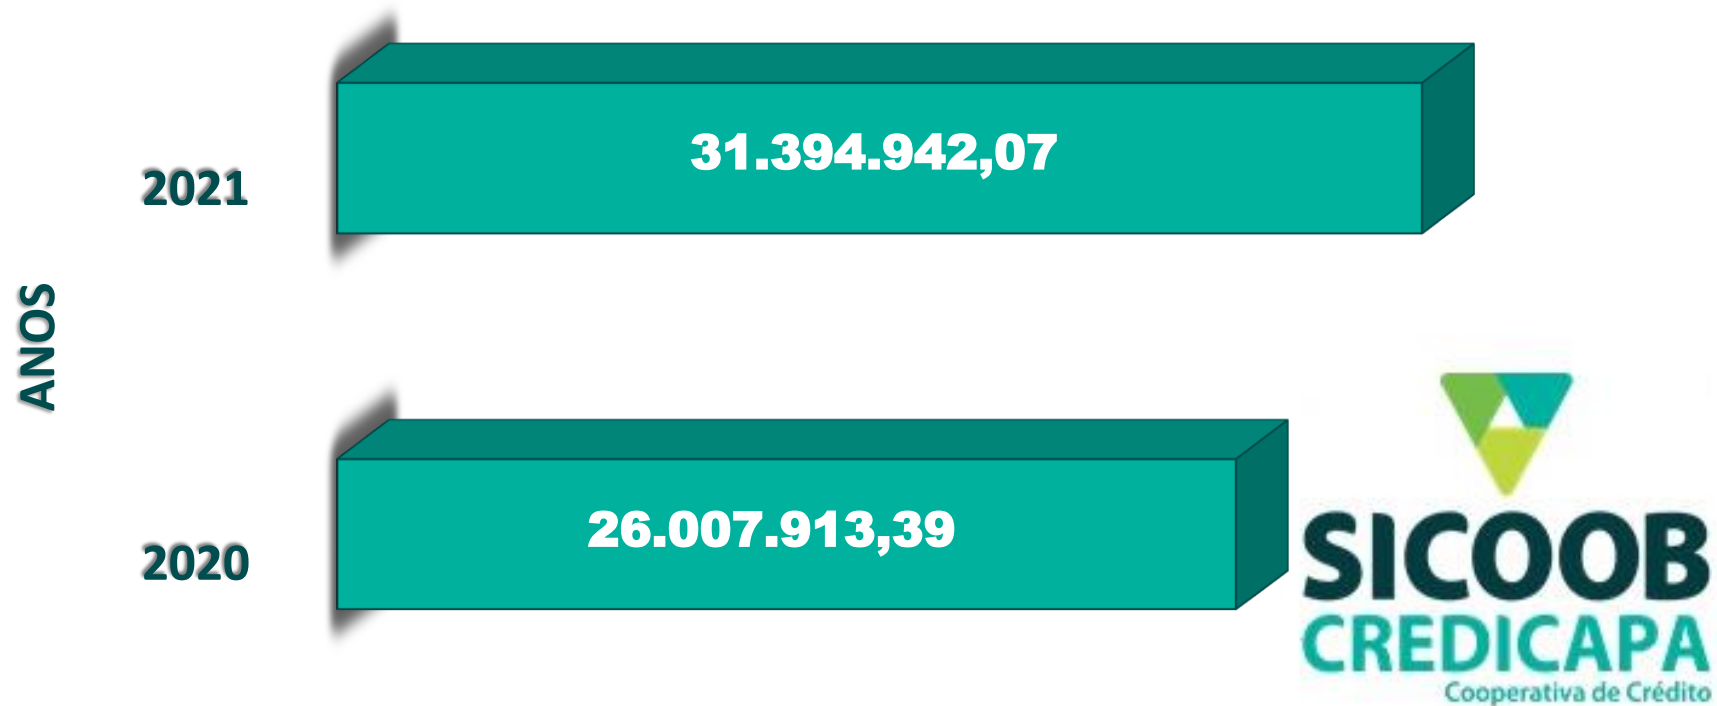 2021
31.394.942,07
ANOS
2020
26.007.913,39
SICOOB
CREDICAPA
Cooperativa de Crédito